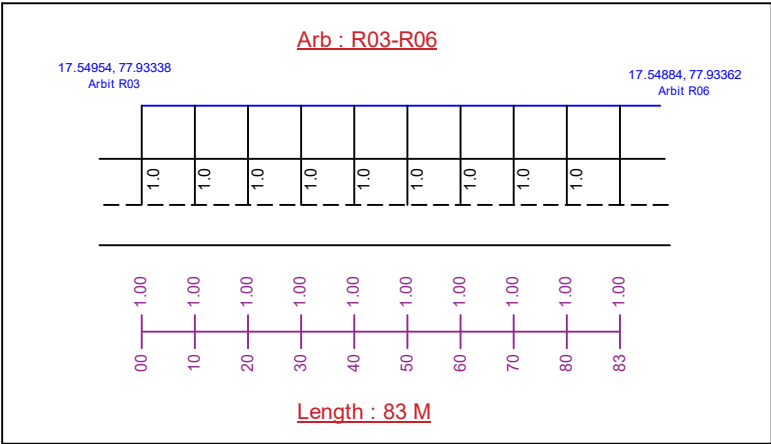 Arb : R03-R06
17.54954, 77.93338
Arbit R03
17.54884, 77.93362
Arbit R06
1.0 1.0 1.0 1.0 1.0 1.0 1.0 1.0 1.0
1.00 1.00 1.00 1.00 1.00 1.00 1.00 1.00 1.00 1.00
00 10 20 30 40 50 60 70 80 83
Length : 83 M